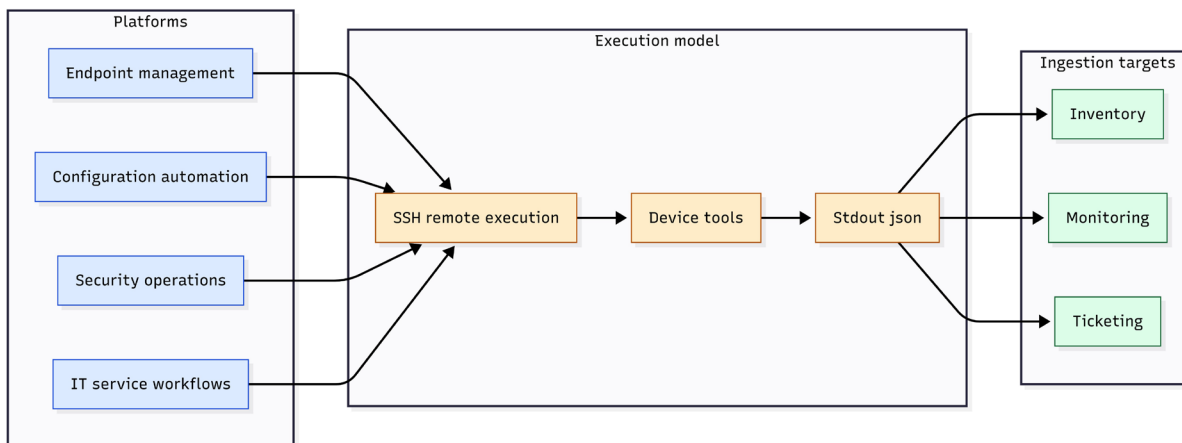 Platforms
Endpoint management
Configuration automation
Security operations
IT service workflows
Execution model
SSH remote execution
Device tools
Stdout json
Ingestion targets
Inventory
Monitoring
Ticketing